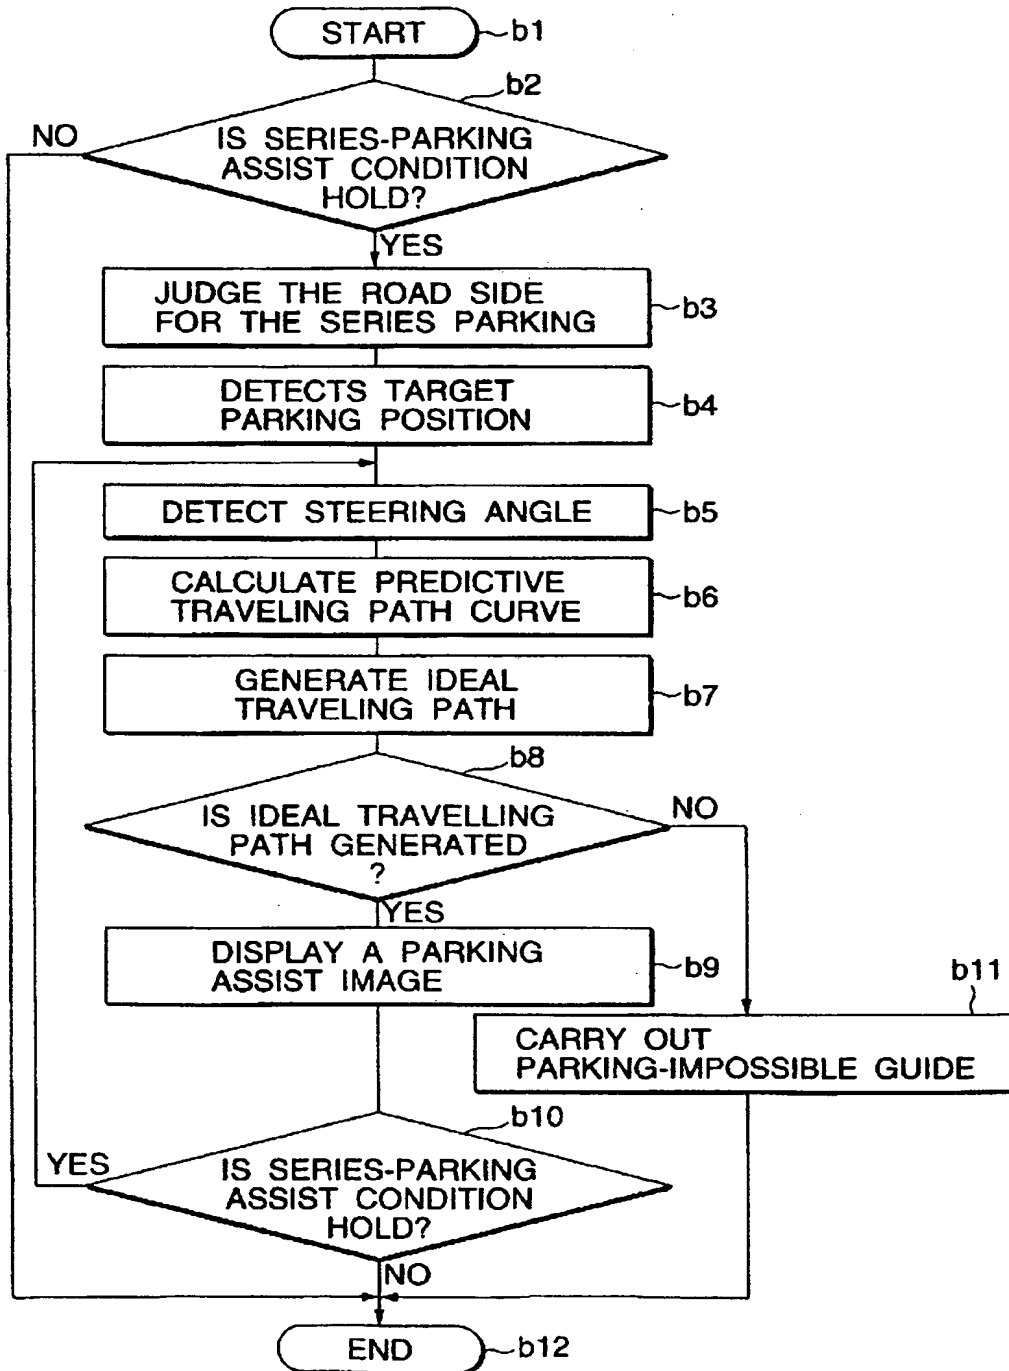 START
b1
b2
NO
IS SERIES-PARKING
ASSIST CONDITION
HOLD?
YES
JUDGE THE ROAD SIDE
FOR THE SERIES PARKING
b3
DETECTS TARGET
PARKING POSITION
b4
DETECT STEERING ANGLE
b5
CALCULATE PREDICTIVE
TRAVELING PATH CURVE
b6
GENERATE IDEAL
TRAVELING PATH
b7
b8
IS IDEAL TRAVELLING
PATH GENERATED
?
NO
YES
DISPLAY A PARKING
ASSIST IMAGE
b9
b11
CARRY OUT
PARKING-IMPOSSIBLE GUIDE
b10
YES
IS SERIES-PARKING
ASSIST CONDITION
HOLD?
NO
END
b12